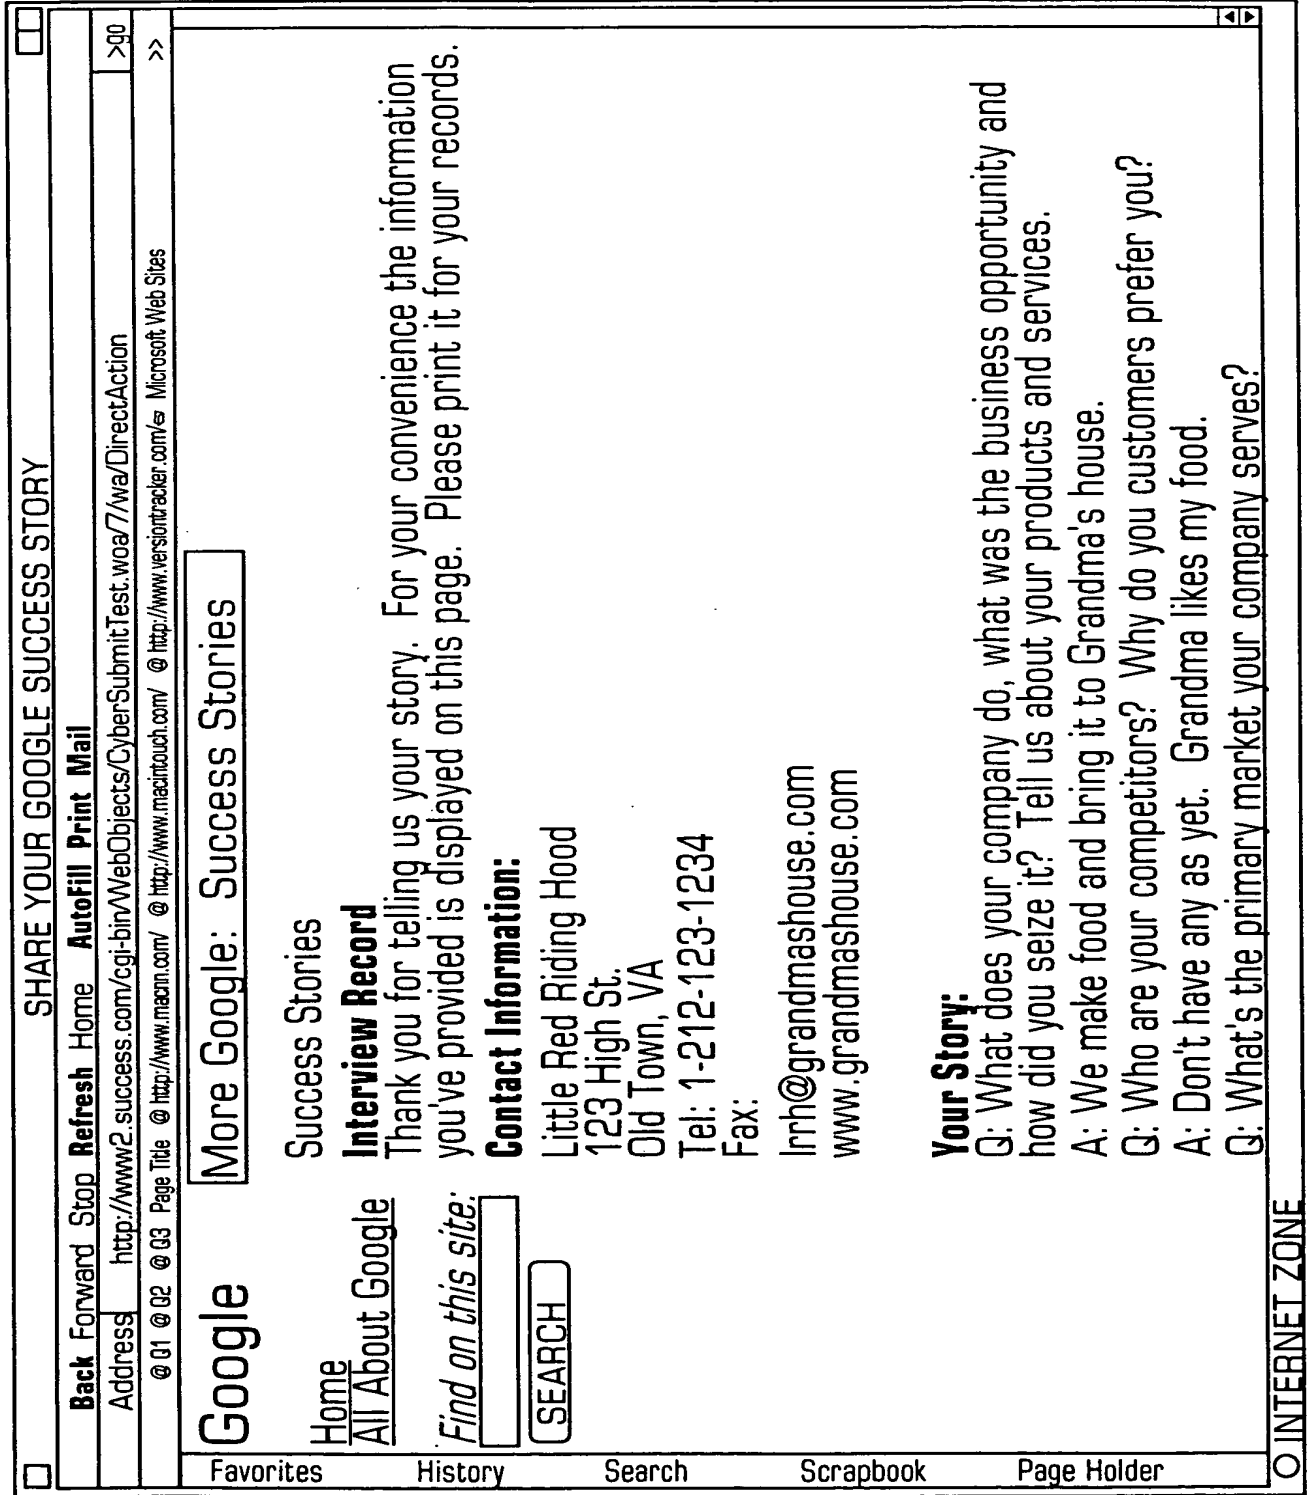 SHARE YOUR GOOGLE SUCCESS STORY
Back Forward Stop Refresh Home AutoFill Print Mail
Address http://www2.success.com/cgi-bin/WebObjects/CyberSubmitTest.woa/7/wa/DirectAction >go
@ Q1 @ Q2 @ Q3 Page Title @ http://www.macnn.com/ @ http://www.macintouch.com/ @ http://www.versiontracker.com/ Microsoft Web Sites >>
Favorites
History
Search
Scrapbook
Page Holder
Google
Home
All About Google
Find on this site:
SEARCH
More Google: Success Stories
Success Stories
Interview Record
Thank you for telling us your story. For your convenience the information
you've provided is displayed on this page. Please print it for your records.
Contact Information:
Little Red Riding Hood
123 High St.
Old Town, VA
Tel: 1-212-123-1234
Fax:
lrrh@grandmashouse.com
www.grandmashouse.com
Your Story:
Q: What does your company do, what was the business opportunity and
how did you seize it? Tell us about your products and services.
A: We make food and bring it to Grandma's house.
Q: Who are your competitors? Why do you customers prefer you?
A: Don't have any as yet. Grandma likes my food.
Q: What's the primary market your company serves?
INTERNET ZONE